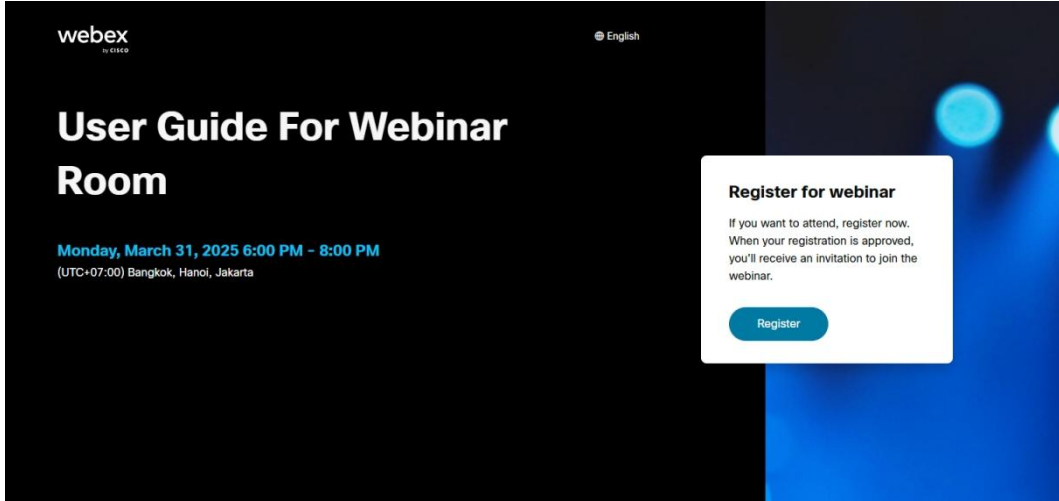 webex
by CISCO
English
User Guide For Webinar
Room
Monday, March 31, 2025 6:00 PM - 8:00 PM
(UTC+07:00) Bangkok, Hanoi, Jakarta
Register for webinar
If you want to attend, register now.
When your registration is approved,
you'll receive an invitation to join the
webinar.
Register